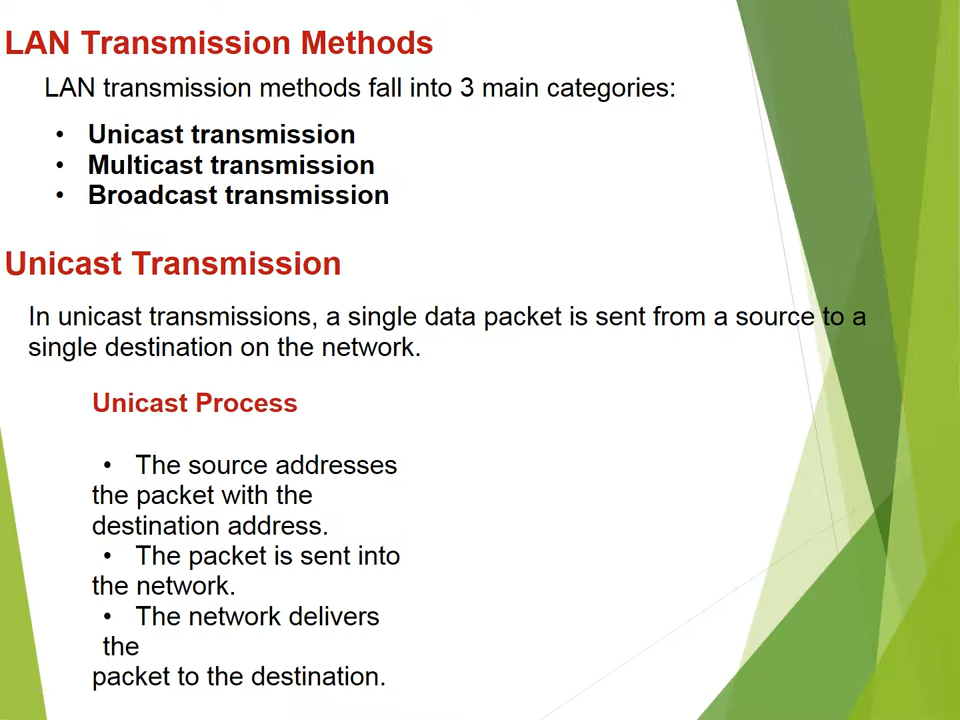 LAN Transmission Methods
LAN transmission methods fall into 3 main categories:
• Unicast transmission
• Multicast transmission
• Broadcast transmission
Unicast Transmission
In unicast transmissions, a single data packet is sent from a source to a
single destination on the network.
Unicast Process
• The source addresses
the packet with the
destination address.
• The packet is sent into
the network.
• The network delivers
the
packet to the destination.